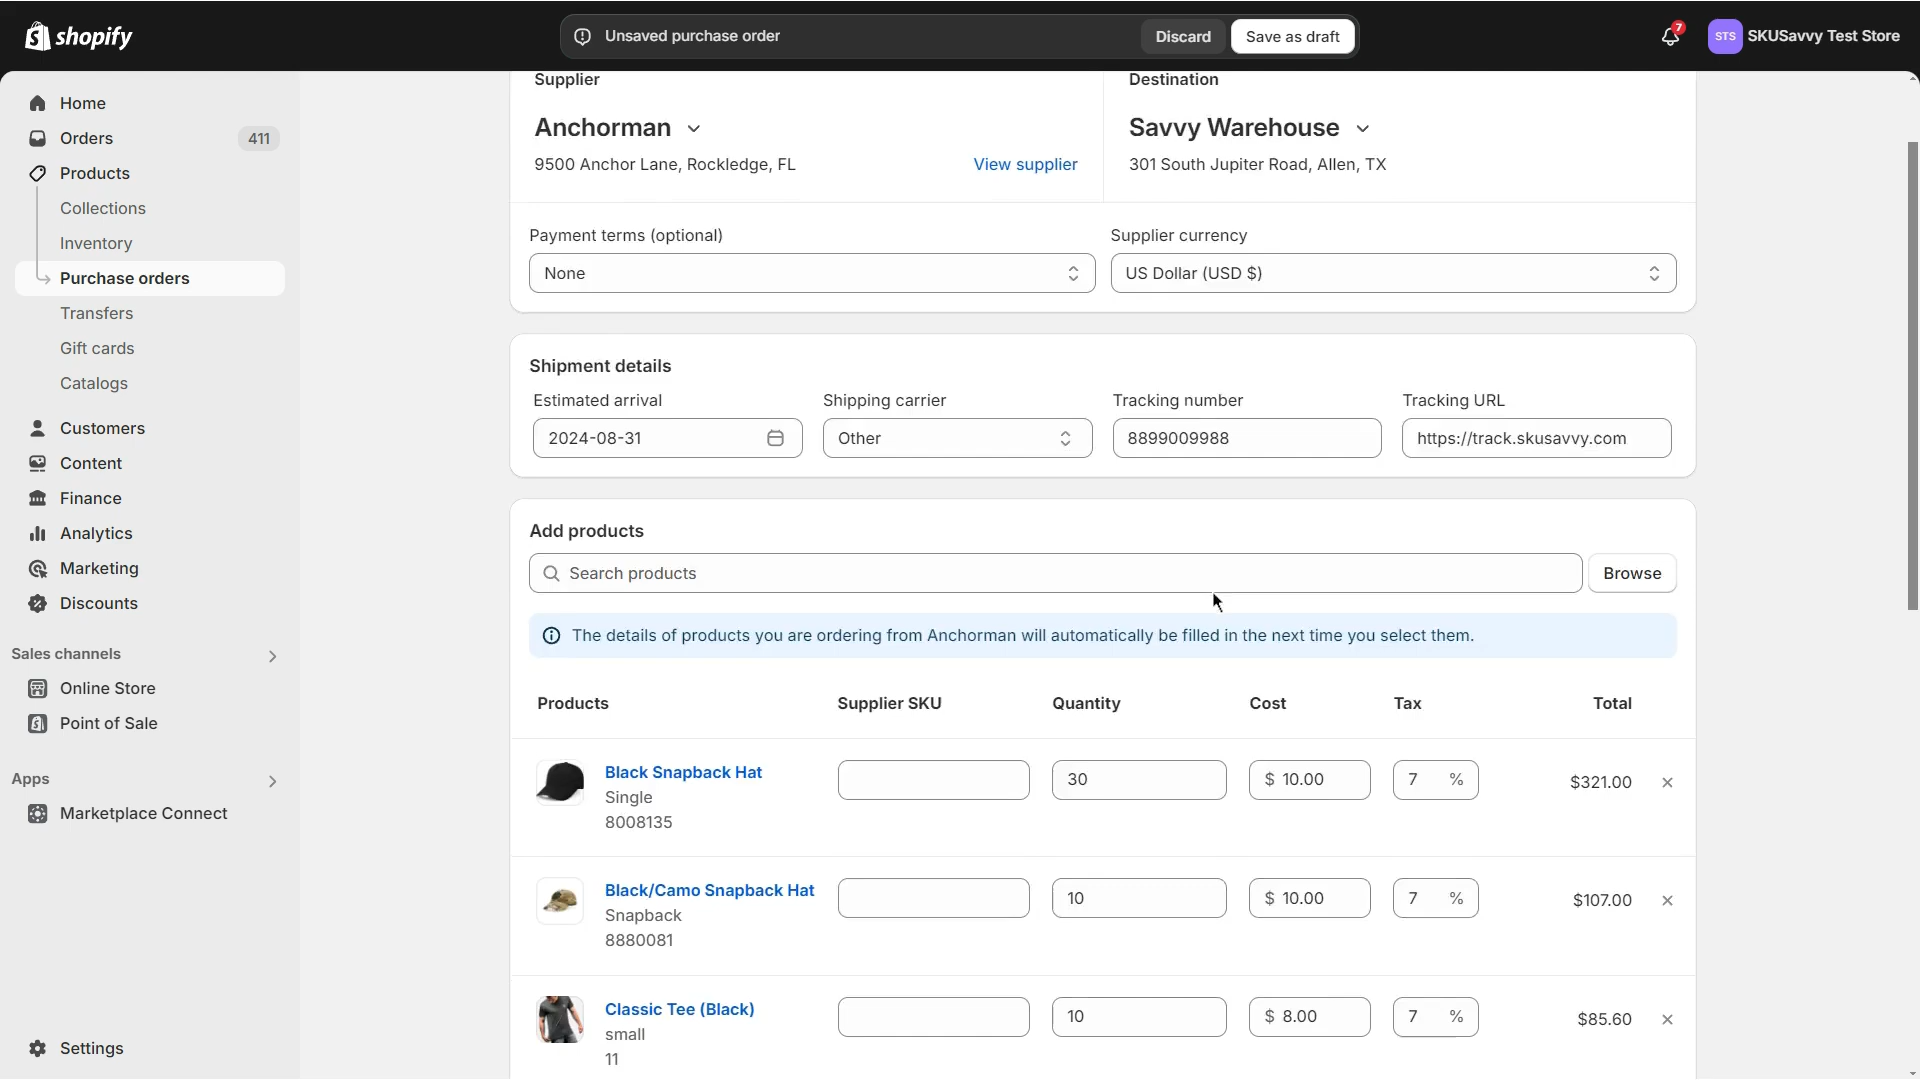 shopify
Unsaved purchase order
Discard
Save as draft
7
STS
SKUSavvy Test Store
Home
Orders
411
Products
Collections
Inventory
Purchase orders
Transfers
Gift cards
Catalogs
Customers
Content
Finance
Analytics
Marketing
Discounts
Sales channels
Online Store
Point of Sale
Apps
Marketplace Connect
Settings
Supplier
Anchorman
9500 Anchor Lane, Rockledge, FL
View supplier
Destination
Savvy Warehouse
301 South Jupiter Road, Allen, TX
Payment terms (optional)
None
Supplier currency
US Dollar (USD $)
Shipment details
Estimated arrival
Shipping carrier
Tracking number
Tracking URL
2024-08-31
Other
8899009988
https://track.skusavvy.com
Add products
Search products
Browse
The details of products you are ordering from Anchorman will automatically be filled in the next time you select them.
Products
Supplier SKU
Quantity
Cost
Tax
Total
Black Snapback Hat
Single
8008135
30
$ 10.00
7 %
$321.00
Black/Camo Snapback Hat
Snapback
8880081
10
$ 10.00
7 %
$107.00
Classic Tee (Black)
small
11
10
$ 8.00
7 %
$85.60